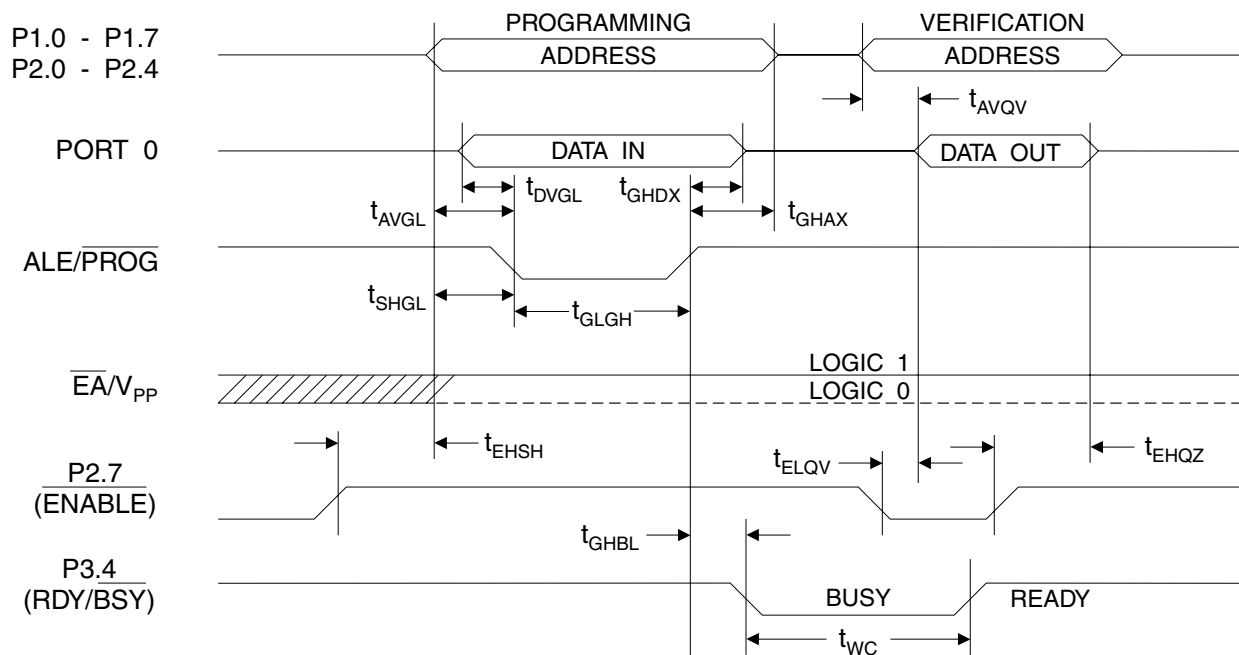 PROGRAMMING VERIFICATION
P1.0 - P1.7
P2.0 - P2.4
ADDRESS ADDRESS
tAVQV
PORT 0 DATA IN DATA OUT
tDVGL tGHDX
tAVGL tGHAX
ALE/PROG
tSHGL tGLGH
LOGIC 1
EA/VPP
LOGIC 0
tEHSH tELQV tEHQZ
P2.7
(ENABLE)
tGHBL
P3.4
(RDY/BSY) BUSY READY
tWC